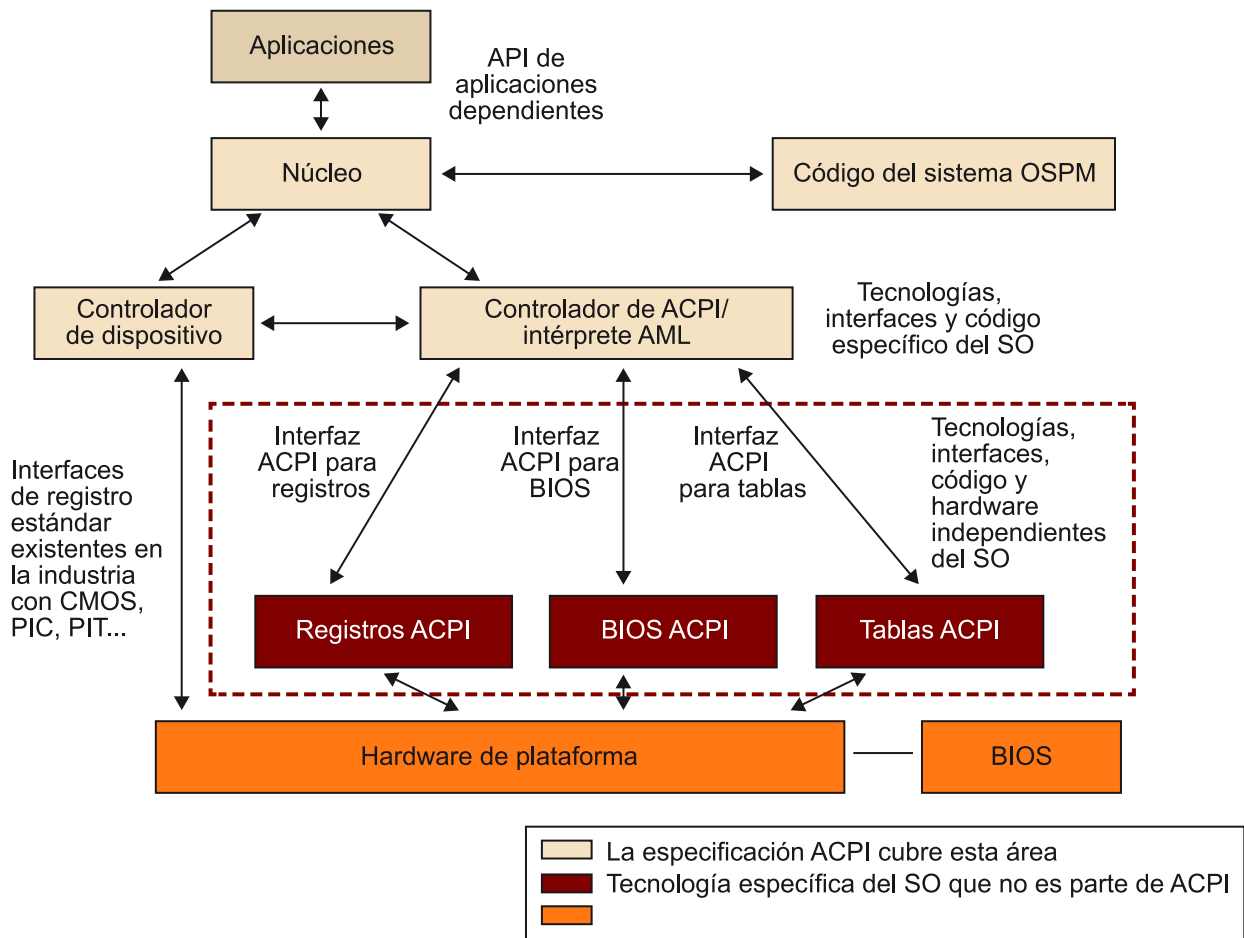 Aplicaciones
API de
aplicaciones
dependientes
Núcleo
Código del sistema OSPM
Controlador
de dispositivo
Controlador de ACPI/
intérprete AML
Tecnologías,
interfaces y código
específico del SO
Interfaces
de registro
estándar
existentes en
la industria
con CMOS,
PIC, PIT...
Interfaz
ACPI para
registros
Interfaz
ACPI para
BIOS
Interfaz
ACPI
para tablas
Tecnologías,
interfaces,
código y
hardware
independientes
del SO
Registros ACPI
BIOS ACPI
Tablas ACPI
Hardware de plataforma
BIOS
La especificación ACPI cubre esta área
Tecnología específica del SO que no es parte de ACPI